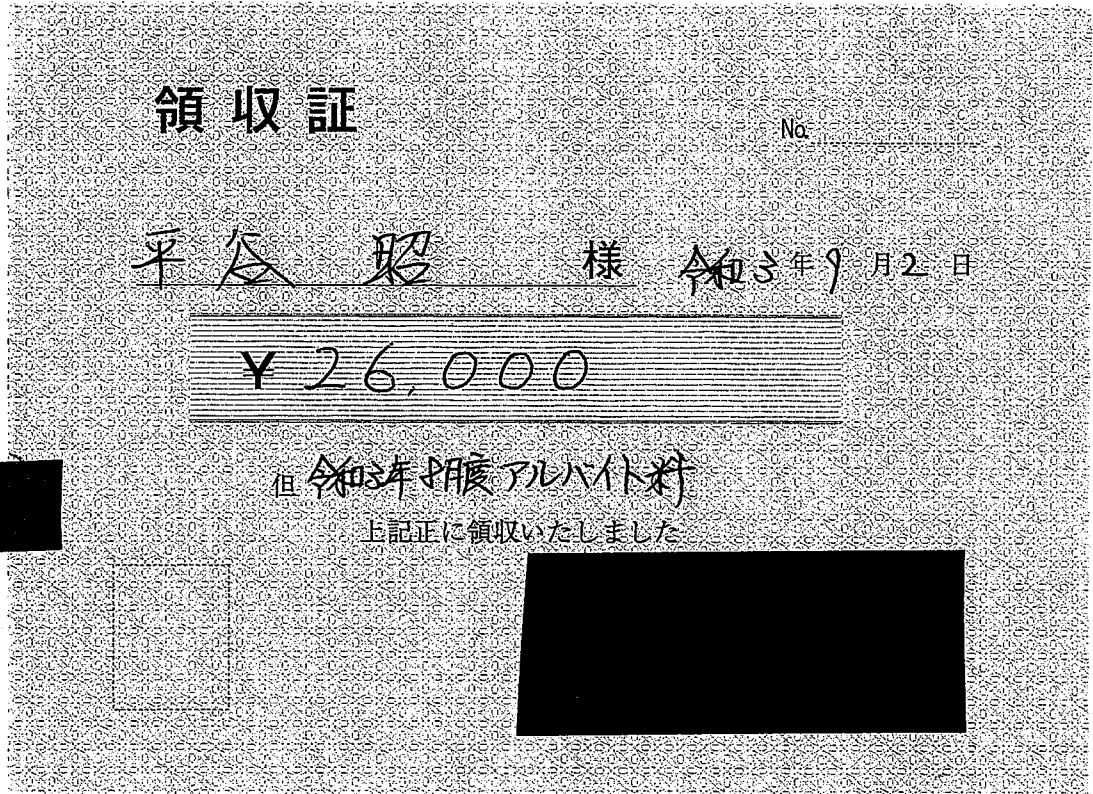 領収証
No.
平谷 昭 様 令和3年9月2日
¥26,000
但 令和3年8月度アルバイト料
上記正に領収いたしました